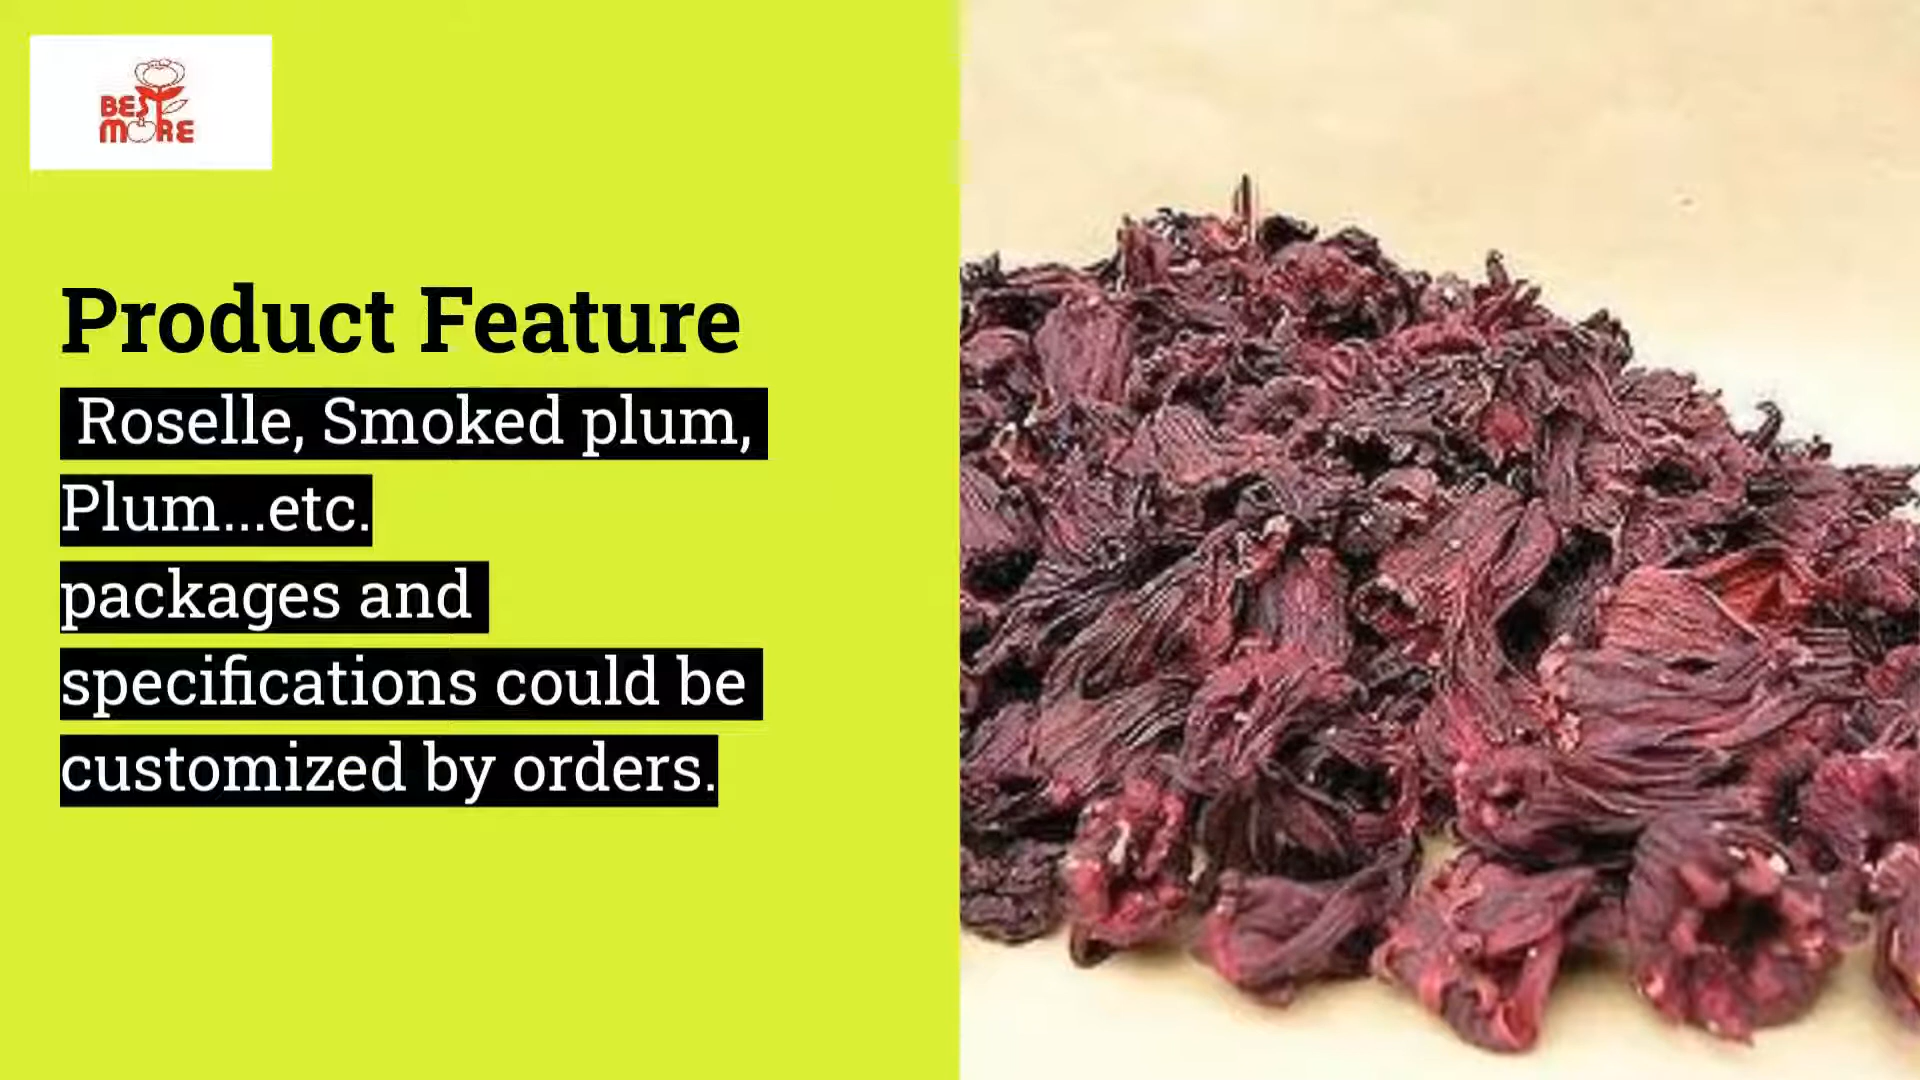 BEST
MORE
Product Feature
Roselle, Smoked plum,
Plum...etc.
packages and
specifications could be
customized by orders.